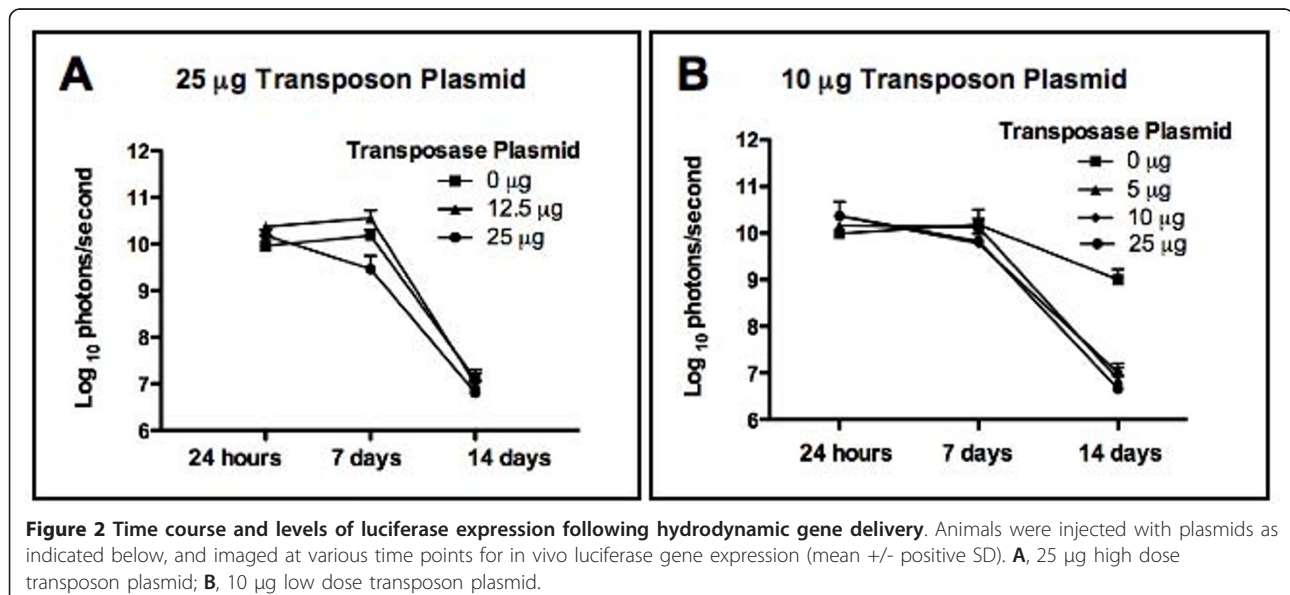 A
25 μg Transposon Plasmid
Transposase Plasmid
0 μg
12.5 μg
25 μg
Log 10 photons/second
12
11
10
9
8
7
6
24 hours 7 days 14 days
B
10 μg Transposon Plasmid
Transposase Plasmid
0 μg
5 μg
10 μg
25 μg
Log 10 photons/second
12
11
10
9
8
7
6
24 hours 7 days 14 days
Figure 2 Time course and levels of luciferase expression following hydrodynamic gene delivery. Animals were injected with plasmids as
indicated below, and imaged at various time points for in vivo luciferase gene expression (mean +/- positive SD). A, 25 μg high dose
transposon plasmid; B, 10 μg low dose transposon plasmid.